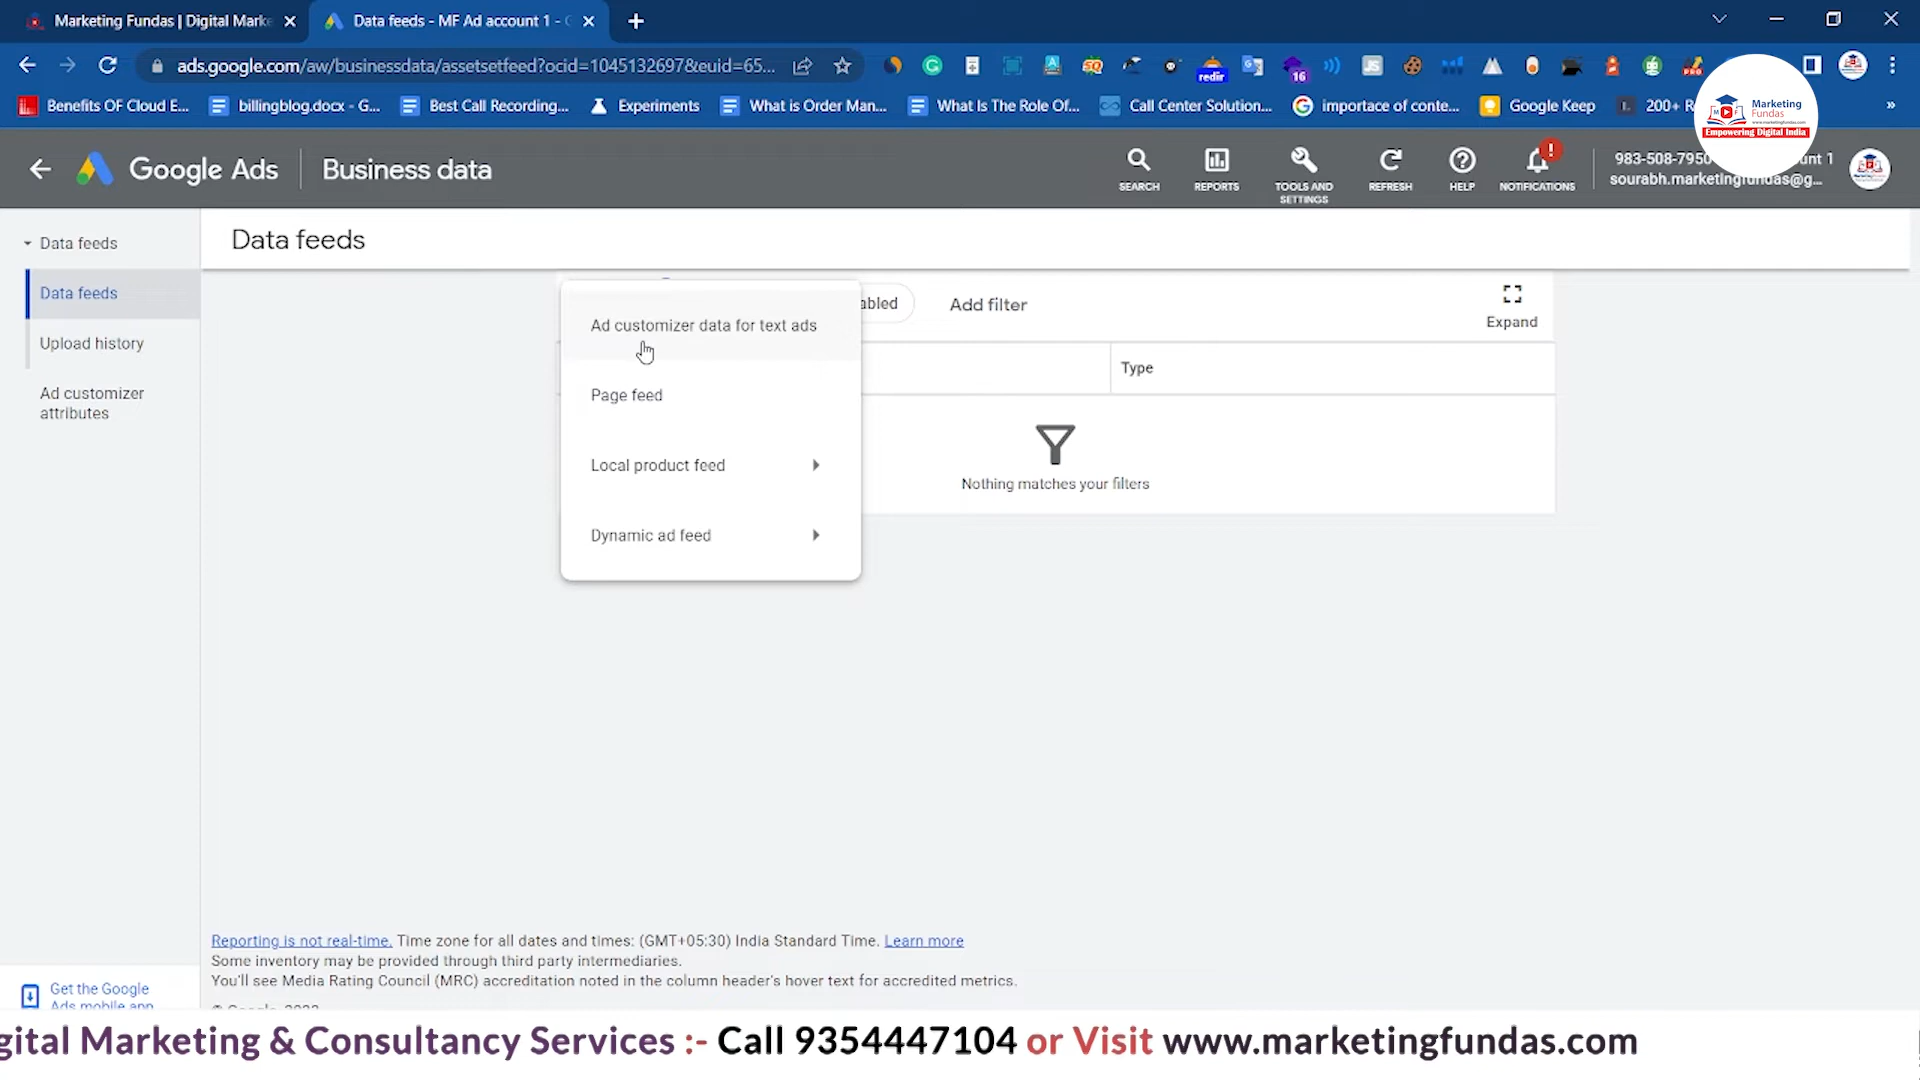 Marketing Fundas | Digital Marke
Data feeds - MF Ad account 1 - G
ads.google.com/aw/businessdata/assetsetfeed?ocid=1045132697&euid=65...
redir
16
JS
SQ
Benefits OF Cloud E...
billingblog.docx - G...
Best Call Recording...
Experiments
What is Order Man...
What Is The Role Of...
Call Center Solution...
importace of conte...
Google Keep
200+ R
»
Marketing
Fundas
www.marketingfundas.com
Empowering Digital India
Google Ads
Business data
SEARCH
REPORTS
TOOLS AND
SETTINGS
REFRESH
HELP
NOTIFICATIONS
983-508-7950
ount 1
sourabh.marketingfundas@g...
Data feeds
Data feeds
Upload history
Ad customizer
attributes
Data feeds
Ad customizer data for text ads
Page feed
Local product feed
Dynamic ad feed
abled
Add filter
Expand
Type
Nothing matches your filters
Reporting is not real-time. Time zone for all dates and times: (GMT+05:30) India Standard Time. Learn more
Some inventory may be provided through third party intermediaries.
You'll see Media Rating Council (MRC) accreditation noted in the column header's hover text for accredited metrics.
Get the Google
Ads mobile app
gital Marketing & Consultancy Services :- Call 9354447104 or Visit www.marketingfundas.com